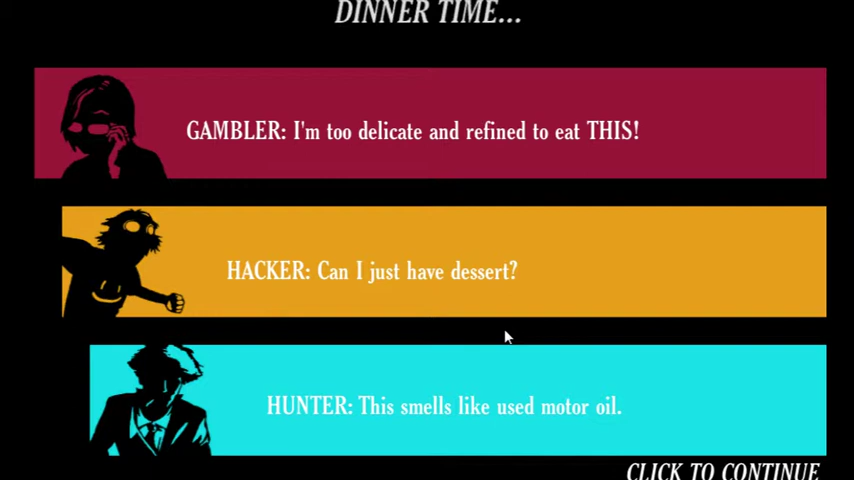 DINNER TIME...
GAMBLER: I'm too delicate and refined to eat THIS!
HACKER: Can I just have dessert?
HUNTER: This smells like used motor oil.
CLICK TO CONTINUE